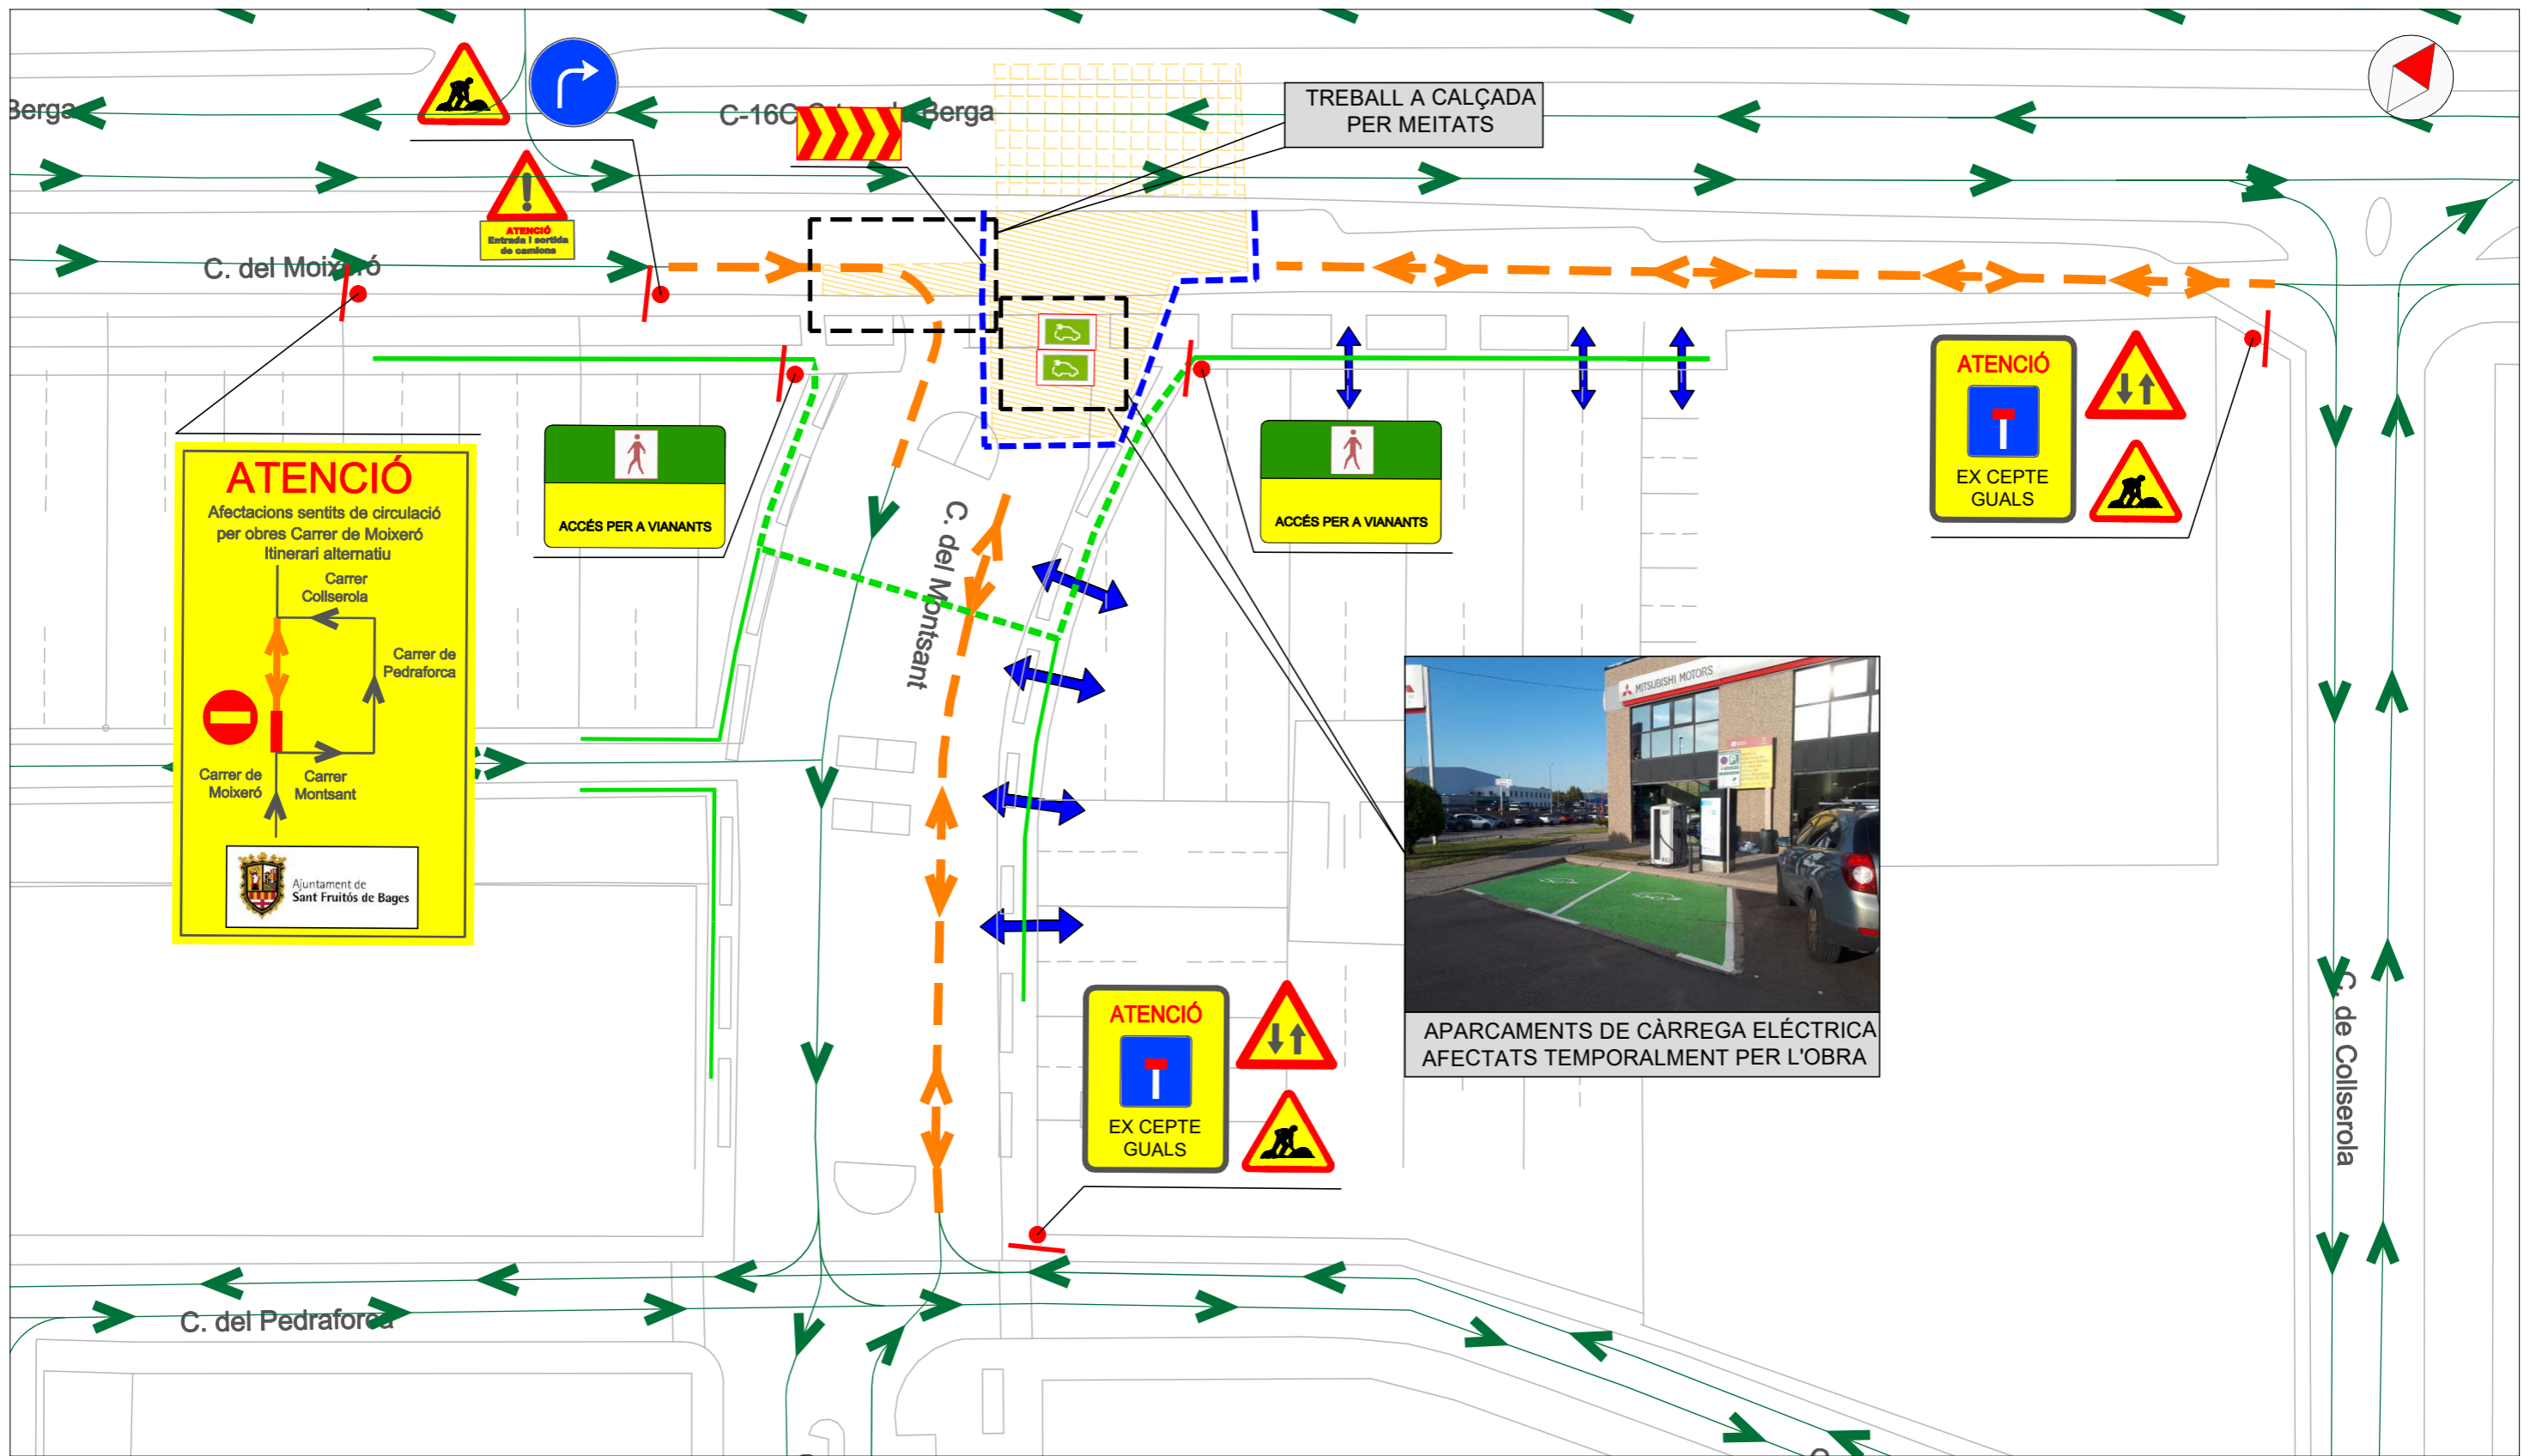 Berga
C-16C
Berga
TREBALL A CALÇADA
PER MEITATS
ATENCIÓ
Entrada i sortida
de camions
C. del Moixeró
ATENCIÓ
Afectacions sentits de circulació
per obres Carrer de Moixeró
Itinerari alternatiu
Carrer
Collserola
Carrer de
Pedraforca
Carrer de
Moixeró
Carrer
Montsant
Ajuntament de
Sant Fruitós de Bages
ACCÉS PER A VIANANTS
C. del Montsant
ACCÉS PER A VIANANTS
ATENCIÓ
EX CEPTE
GUALS
MITSUBISHI MOTORS
P
APARCAMENTS DE CÀRREGA ELÉCTRICA
AFECTATS TEMPORALMENT PER L'OBRA
ATENCIÓ
EX CEPTE
GUALS
C. de Collserola
C. del Pedraforca